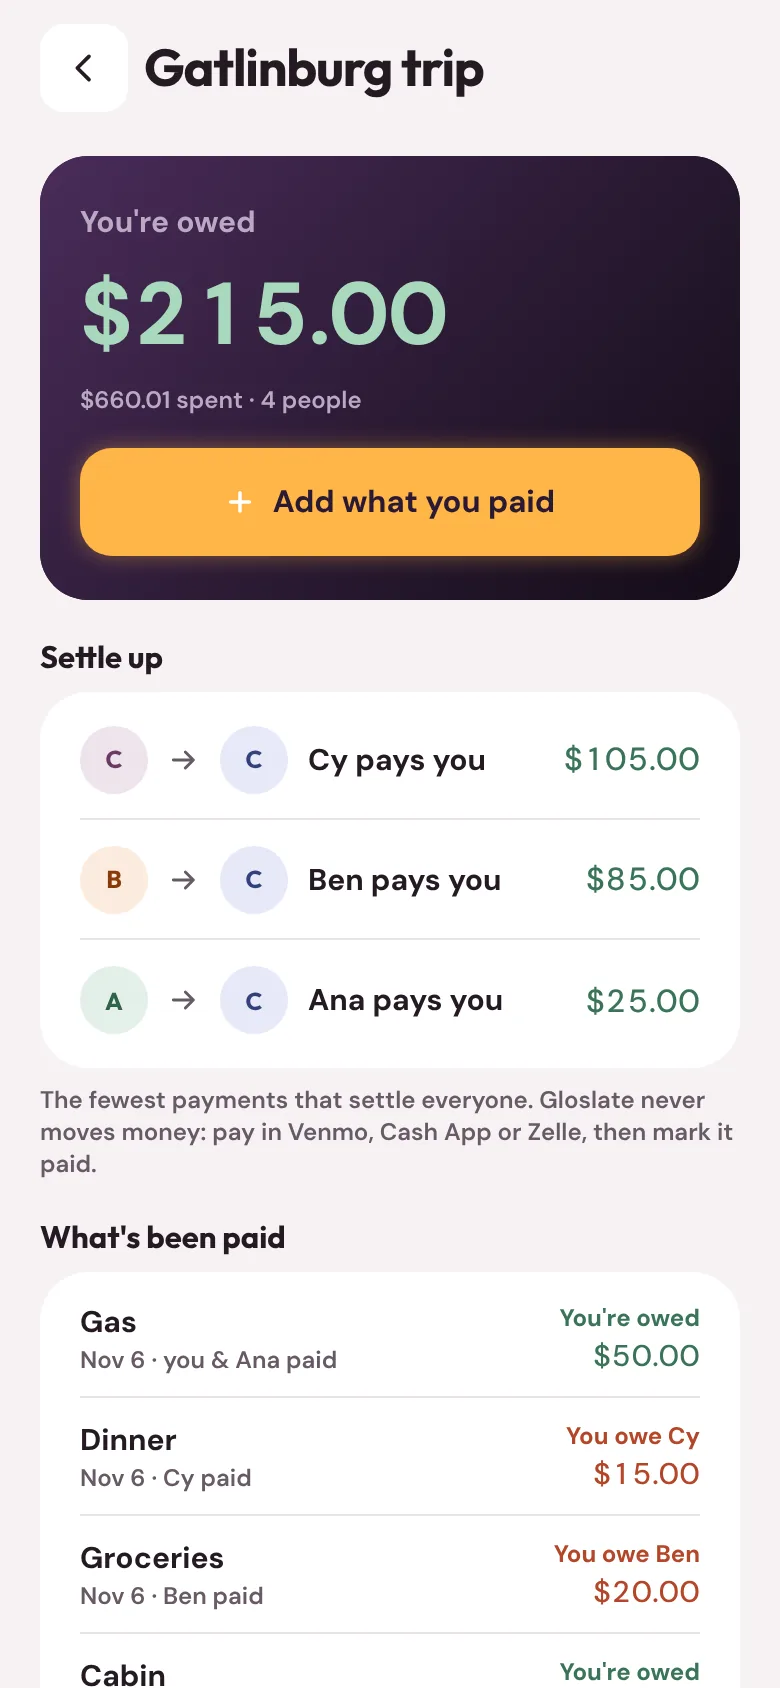 Gatlinburg trip
You're owed
$215.00
$660.01 spent · 4 people
+ Add what you paid
Settle up
C → C Cy pays you $105.00
B → C Ben pays you $85.00
A → C Ana pays you $25.00
The fewest payments that settle everyone. Gloslate never
moves money: pay in Venmo, Cash App or Zelle, then mark it
paid.
What's been paid
Gas You're owed
Nov 6 · you & Ana paid $50.00
Dinner You owe Cy
Nov 6 · Cy paid $15.00
Groceries You owe Ben
Nov 6 · Ben paid $20.00
Cabin You're owed